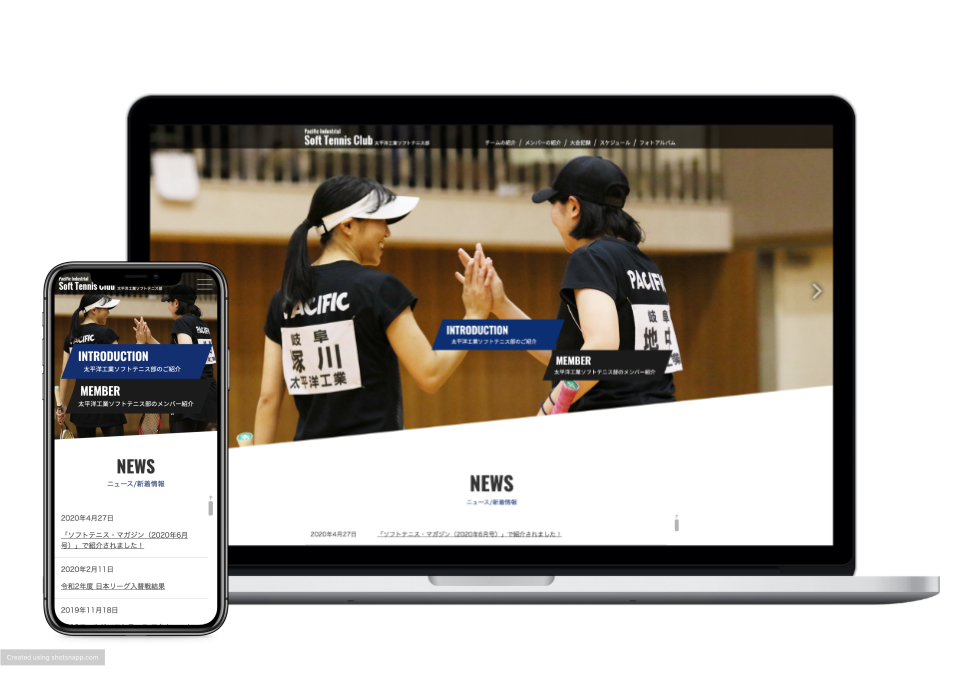 Pacific Industrial
Soft Tennis Club 太平洋工業ソフトテニス部
チームの紹介 / メンバーの紹介 / 大会記録 / スケジュール / フォトアルバム
PACIFIC
岐阜
塚川
太平洋工業
PACIFIC
岐阜
地
INTRODUCTION
太平洋工業ソフトテニス部のご紹介
MEMBER
太平洋工業ソフトテニス部のメンバー紹介
NEWS
ニュース/新着情報
2020年4月27日
「ソフトテニス・マガジン（2020年6月号）」で紹介されました！
Pacific Industrial
Soft Tennis Club 太平洋工業ソフトテニス部
PACIFIC
PACIFIC
INTRODUCTION
太平洋工業ソフトテニス部のご紹介
MEMBER
太平洋工業ソフトテニス部のメンバー紹介
NEWS
ニュース/新着情報
2020年4月27日
「ソフトテニス・マガジン（2020年6月
号）」で紹介されました！
2020年2月11日
令和2年度 日本リーグ入替戦結果
2019年11月18日
Created using shotsnapp.com